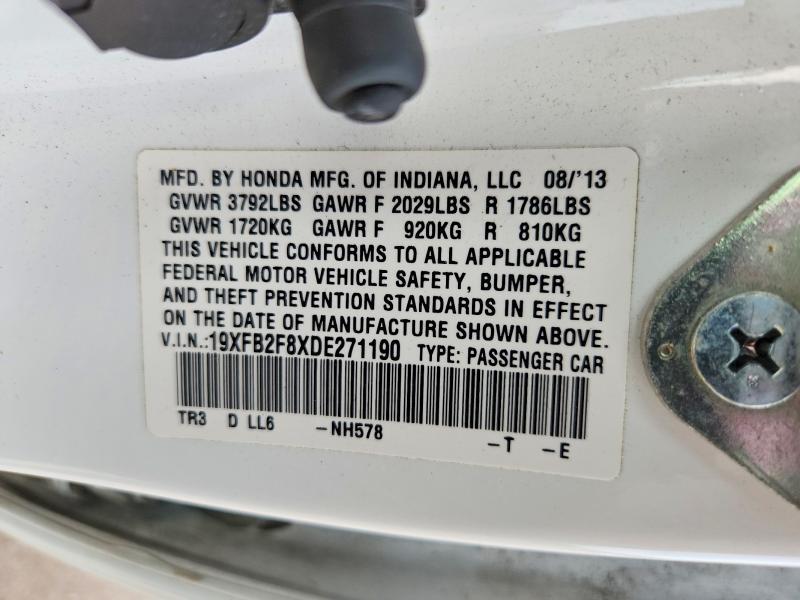 MFD. BY HONDA MFG. OF INDIANA, LLC 08/'13
GVWR 3792LBS GAWR F 2029LBS R 1786LBS
GVWR 1720KG GAWR F 920KG R 810KG
THIS VEHICLE CONFORMS TO ALL APPLICABLE
FEDERAL MOTOR VEHICLE SAFETY, BUMPER,
AND THEFT PREVENTION STANDARDS IN EFFECT
ON THE DATE OF MANUFACTURE SHOWN ABOVE.
V.I.N.:19XFB2F8XDE271190 TYPE: PASSENGER CAR
TR3 D LL6 -NH578 -T -E